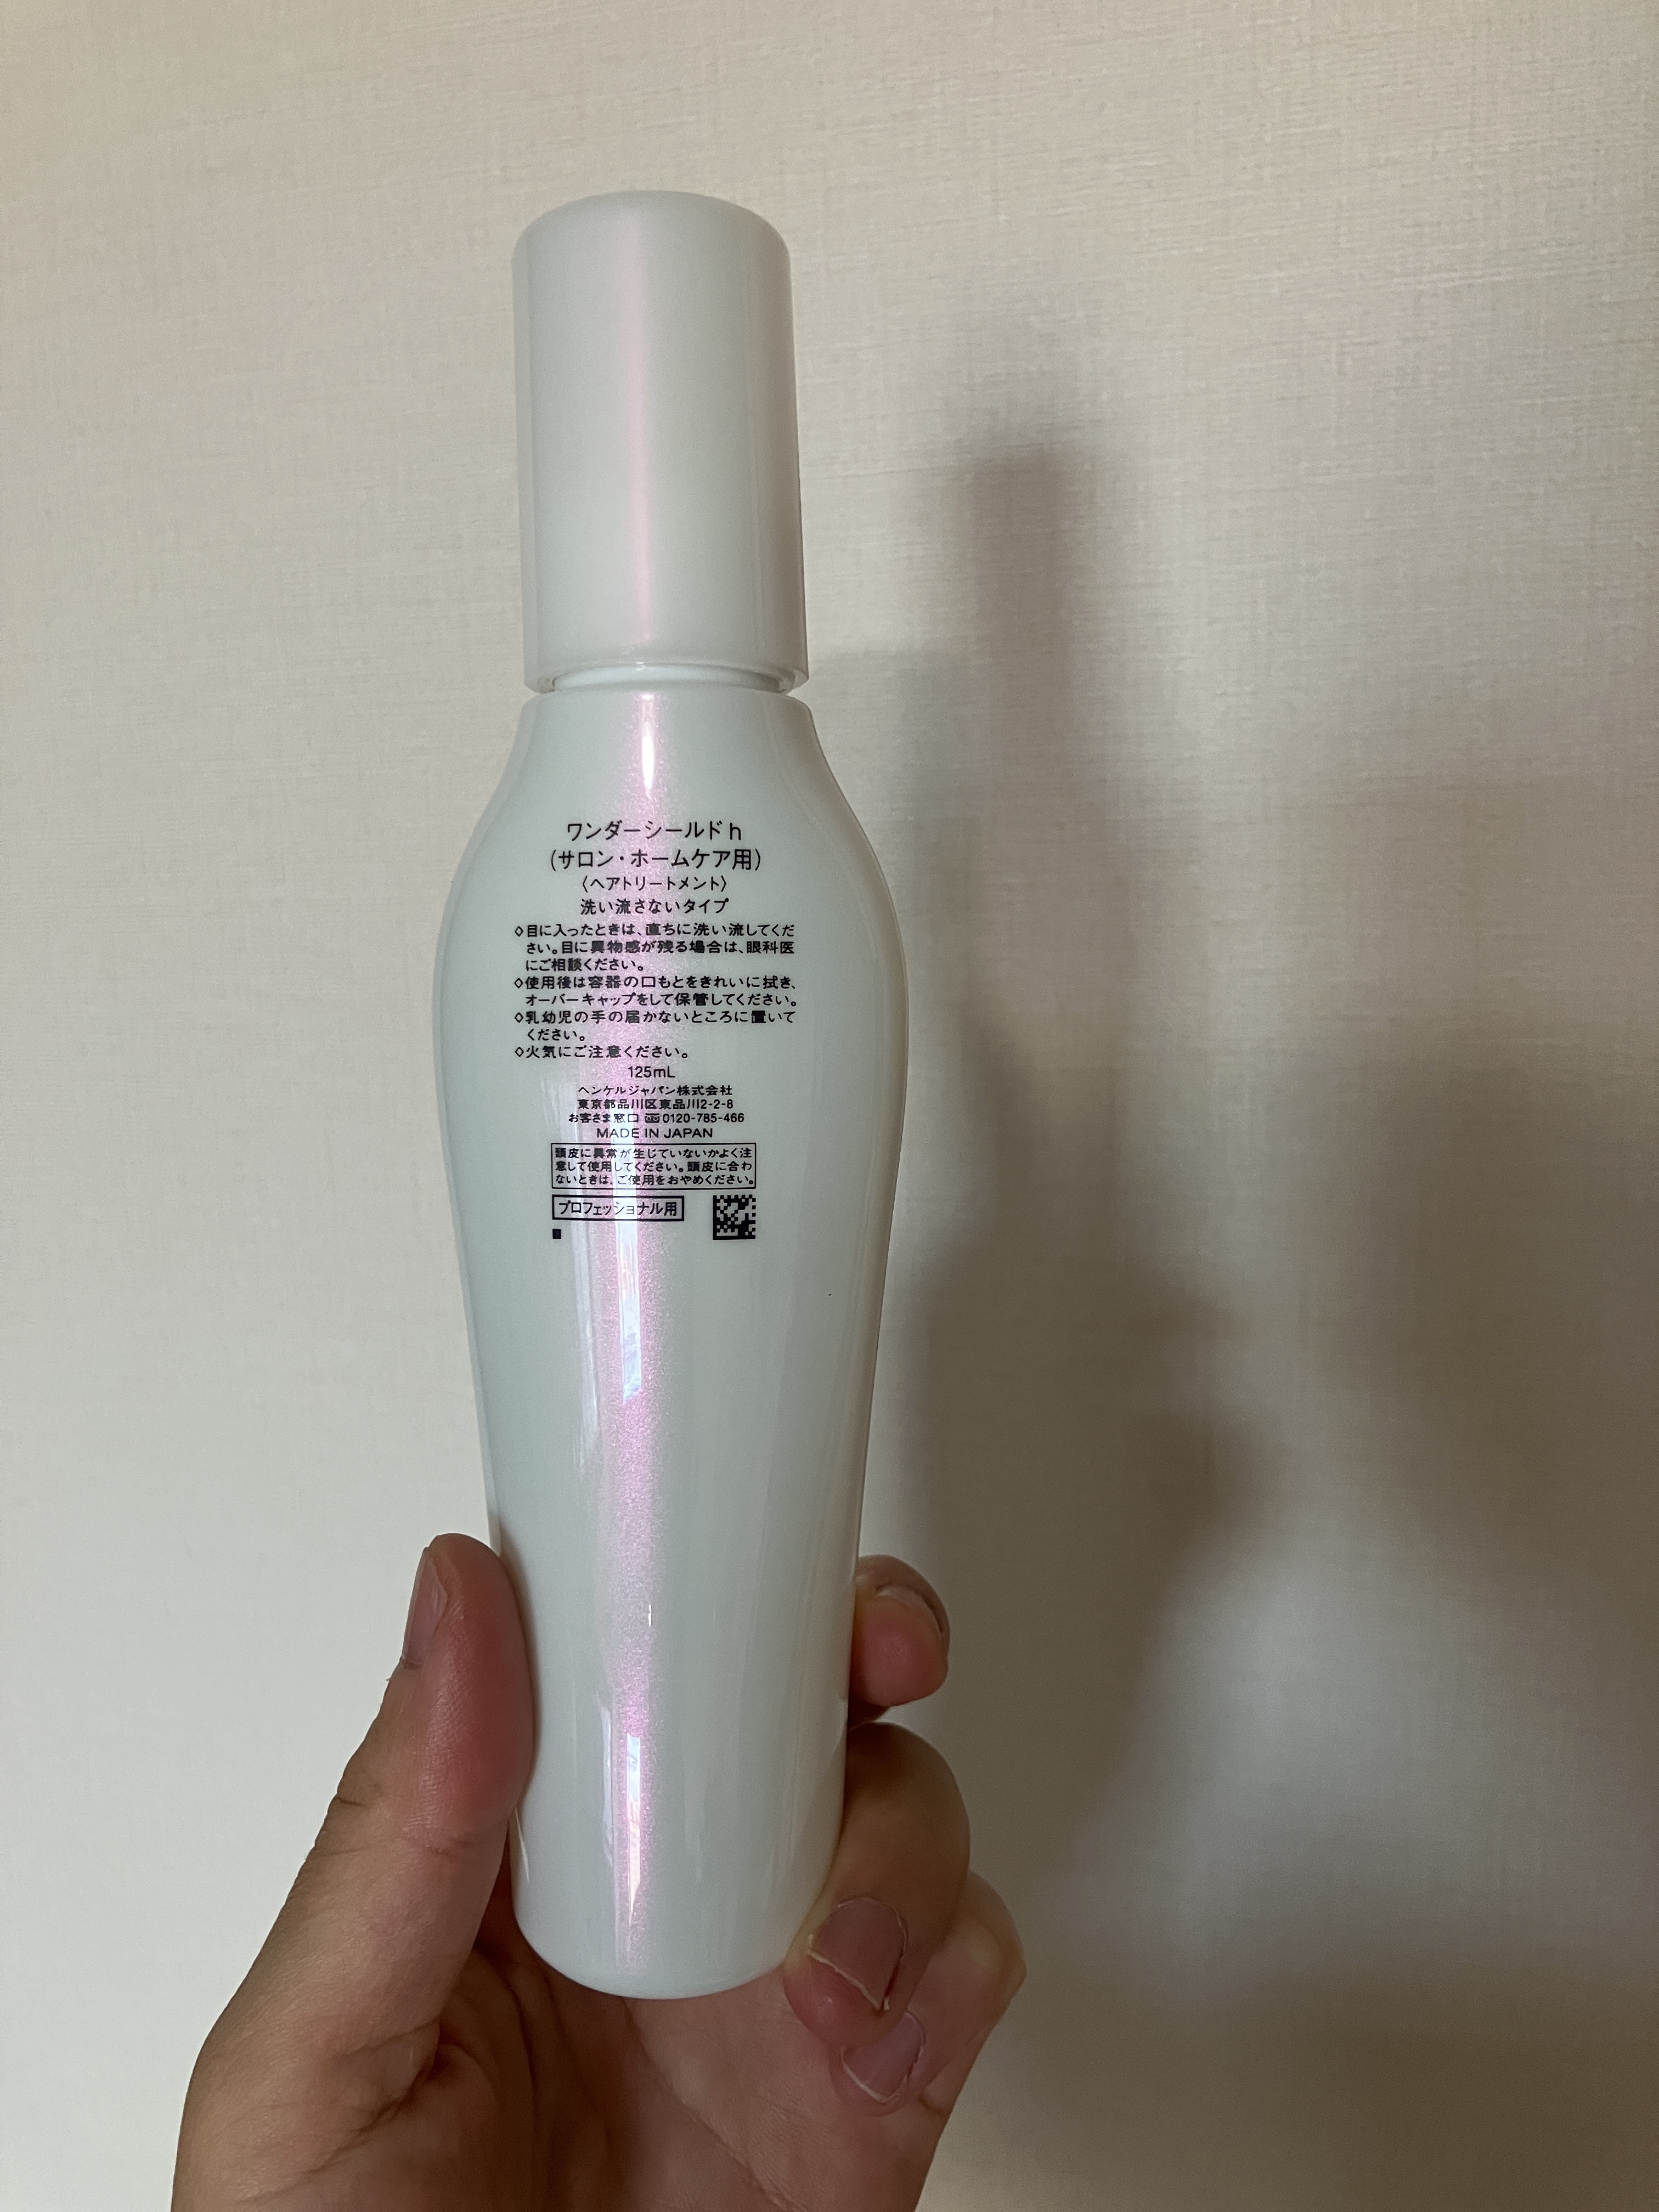 ワンダーシールドh
(サロン・ホームケア用)
〈ヘアトリートメント〉
洗い流さないタイプ
◇目に入ったときは、直ちに洗い流してくだ
さい。目に異物感が残る場合は、眼科医
にご相談ください。
◇使用後は容器の口もとをきれいに拭き、
オーバーキャップをして保管してください。
◇乳幼児の手の届かないところに置いて
ください。
◇火気にご注意ください。
125mL
ヘンケルジャパン株式会社
東京都品川区東品川2-2-8
お客さま窓口 0120-785-466
MADE IN JAPAN
頭皮に異常が生じていないかよく注
意して使用してください。頭皮に合わ
ないときは、ご使用をおやめください。
プロフェッショナル用